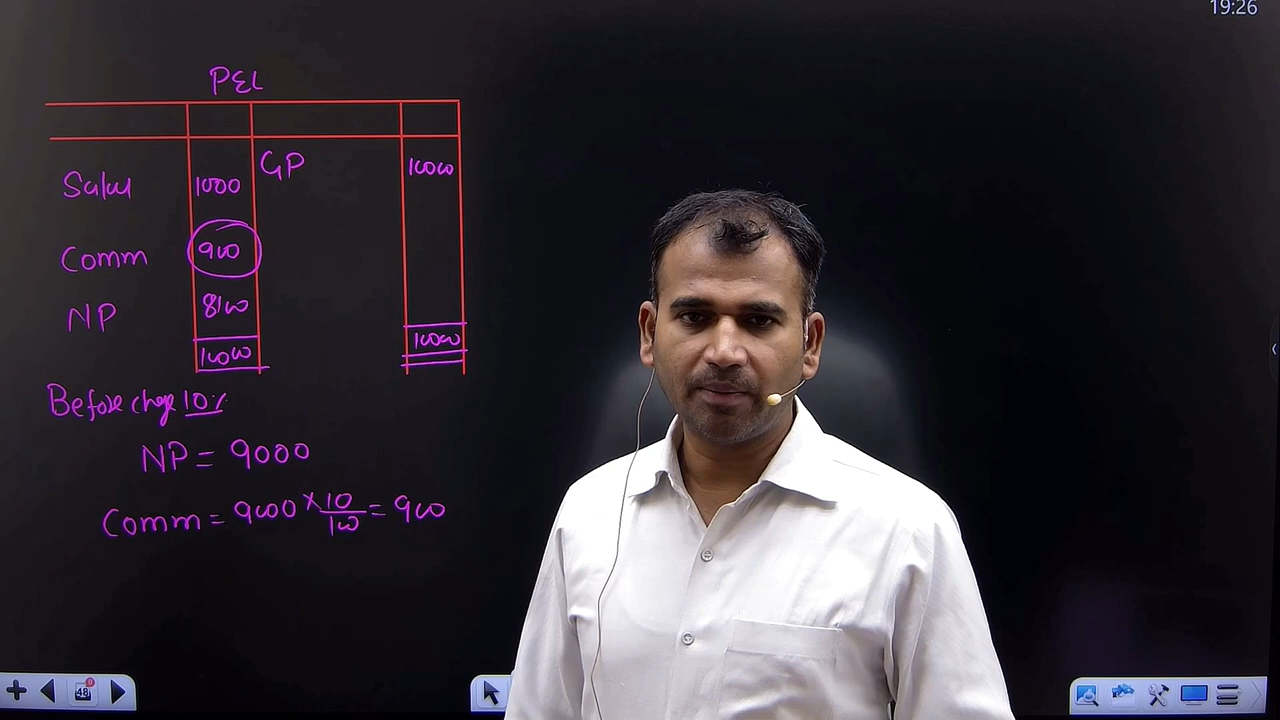 19:26
P&L
GP 10000
Salary 1000
Comm 900
NP 8100
10000 10000
Before charge 10%
NP = 9000
Comm = 9000 × 10/100 = 900
48